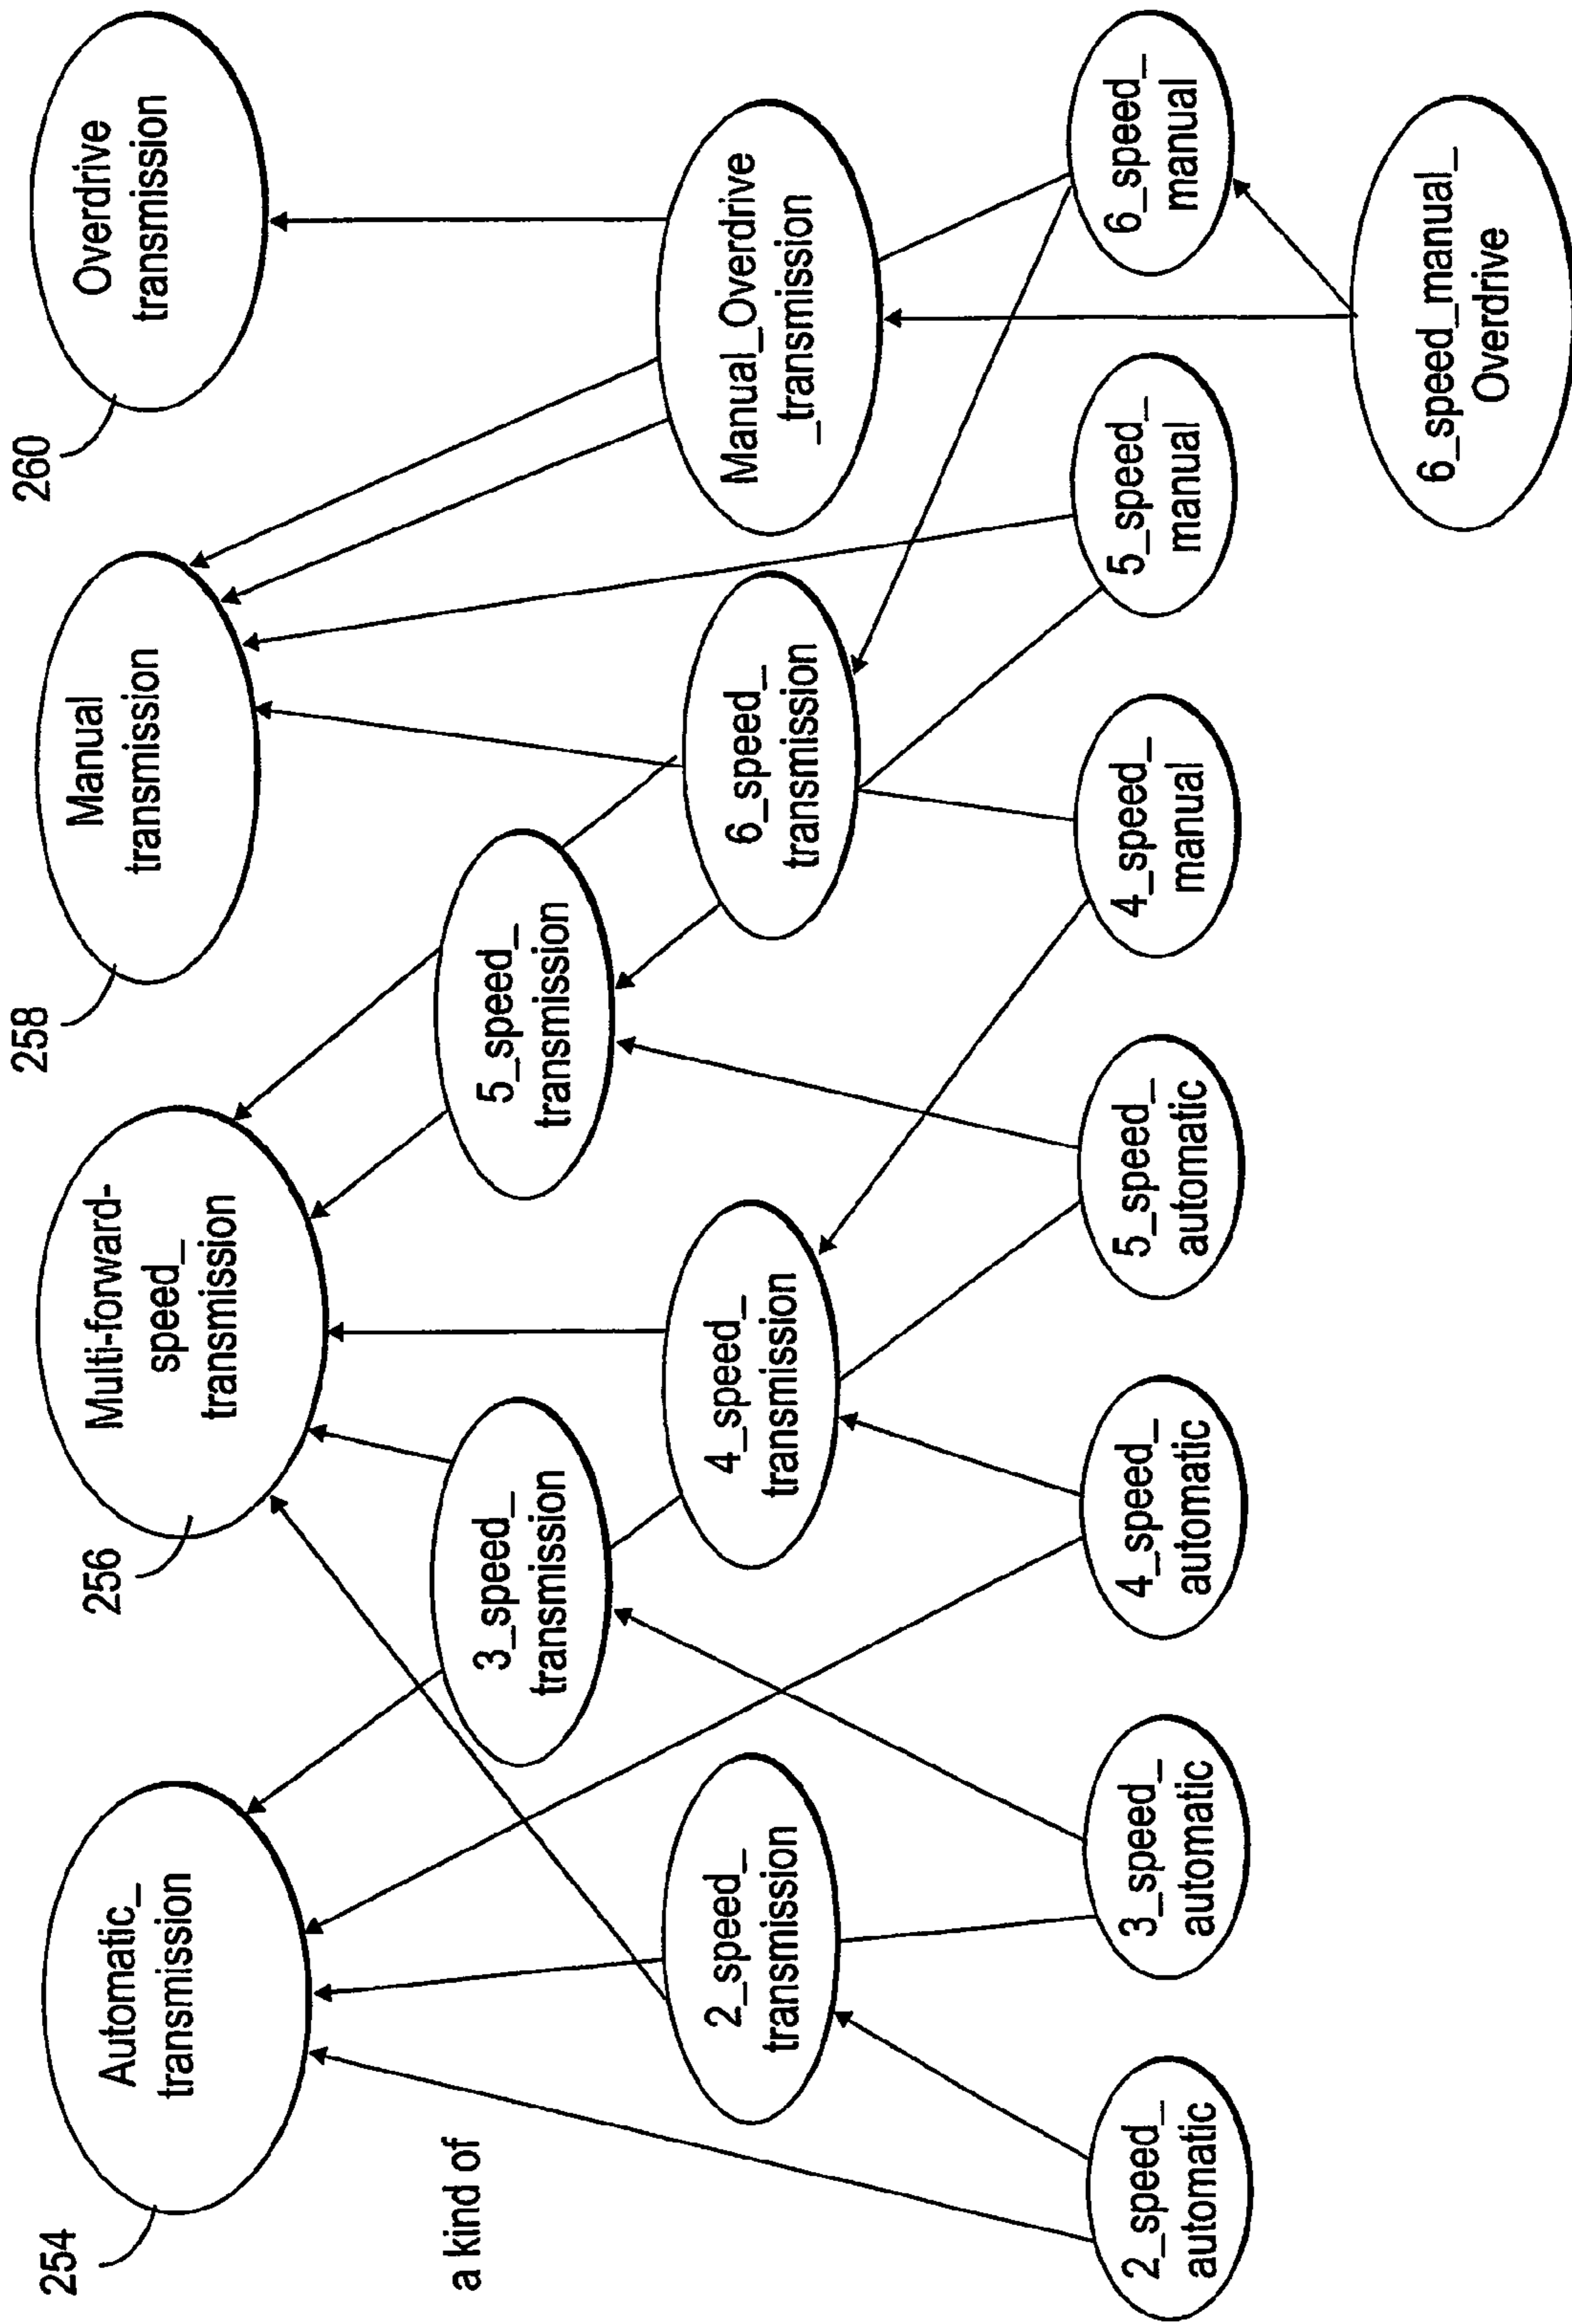 254
256
258
260
Automatic_
transmission
Multi-forward-
speed_
transmission
Manual
transmission
Overdrive
transmission
a kind of
3_speed_
transmission
5_speed_
transmission
2_speed_
transmission
4_speed_
transmission
6_speed_
transmission
Manual_Overdrive
_transmission
2_speed_
automatic
3_speed_
automatic
4_speed_
automatic
5_speed_
automatic
4_speed_
manual
5_speed_
manual
6_speed_
manual
6_speed_manual_
Overdrive